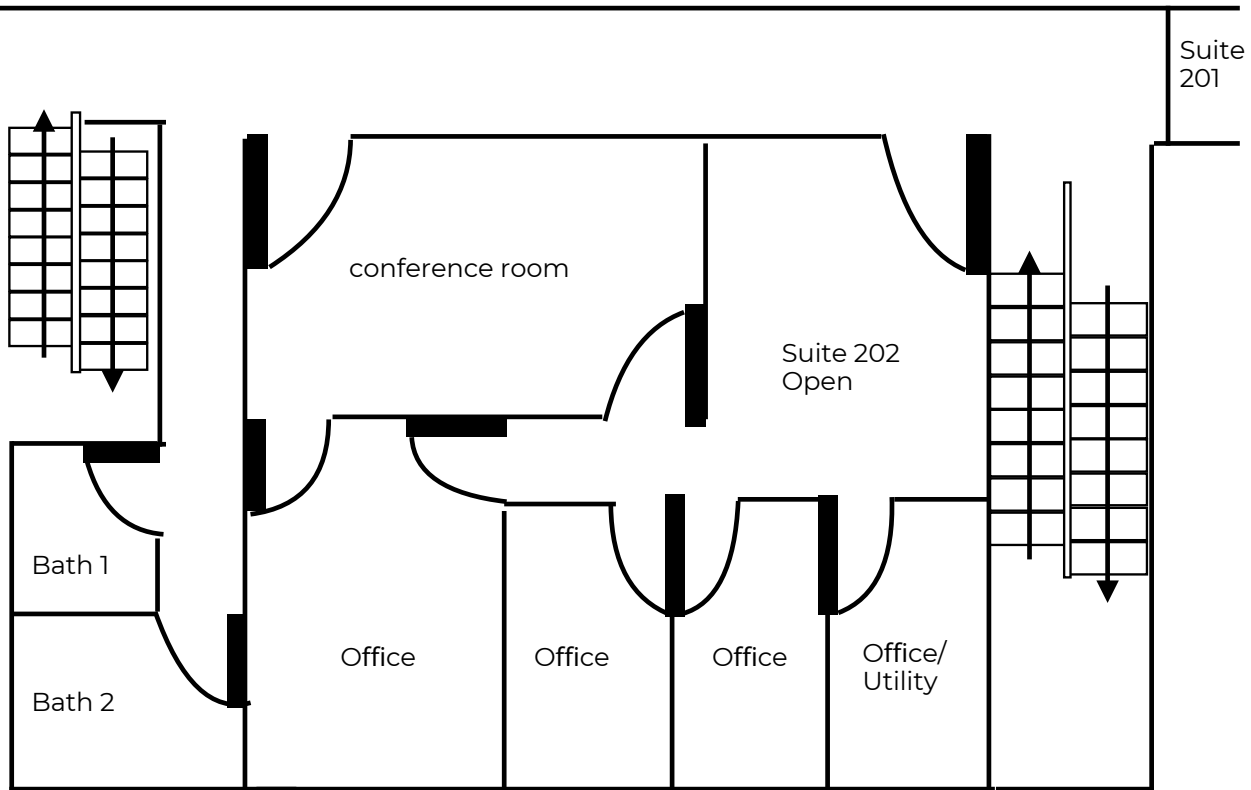 Suite
201
conference room
Suite 202
Open
Bath 1
Bath 2
Office
Office
Office
Office/
Utility